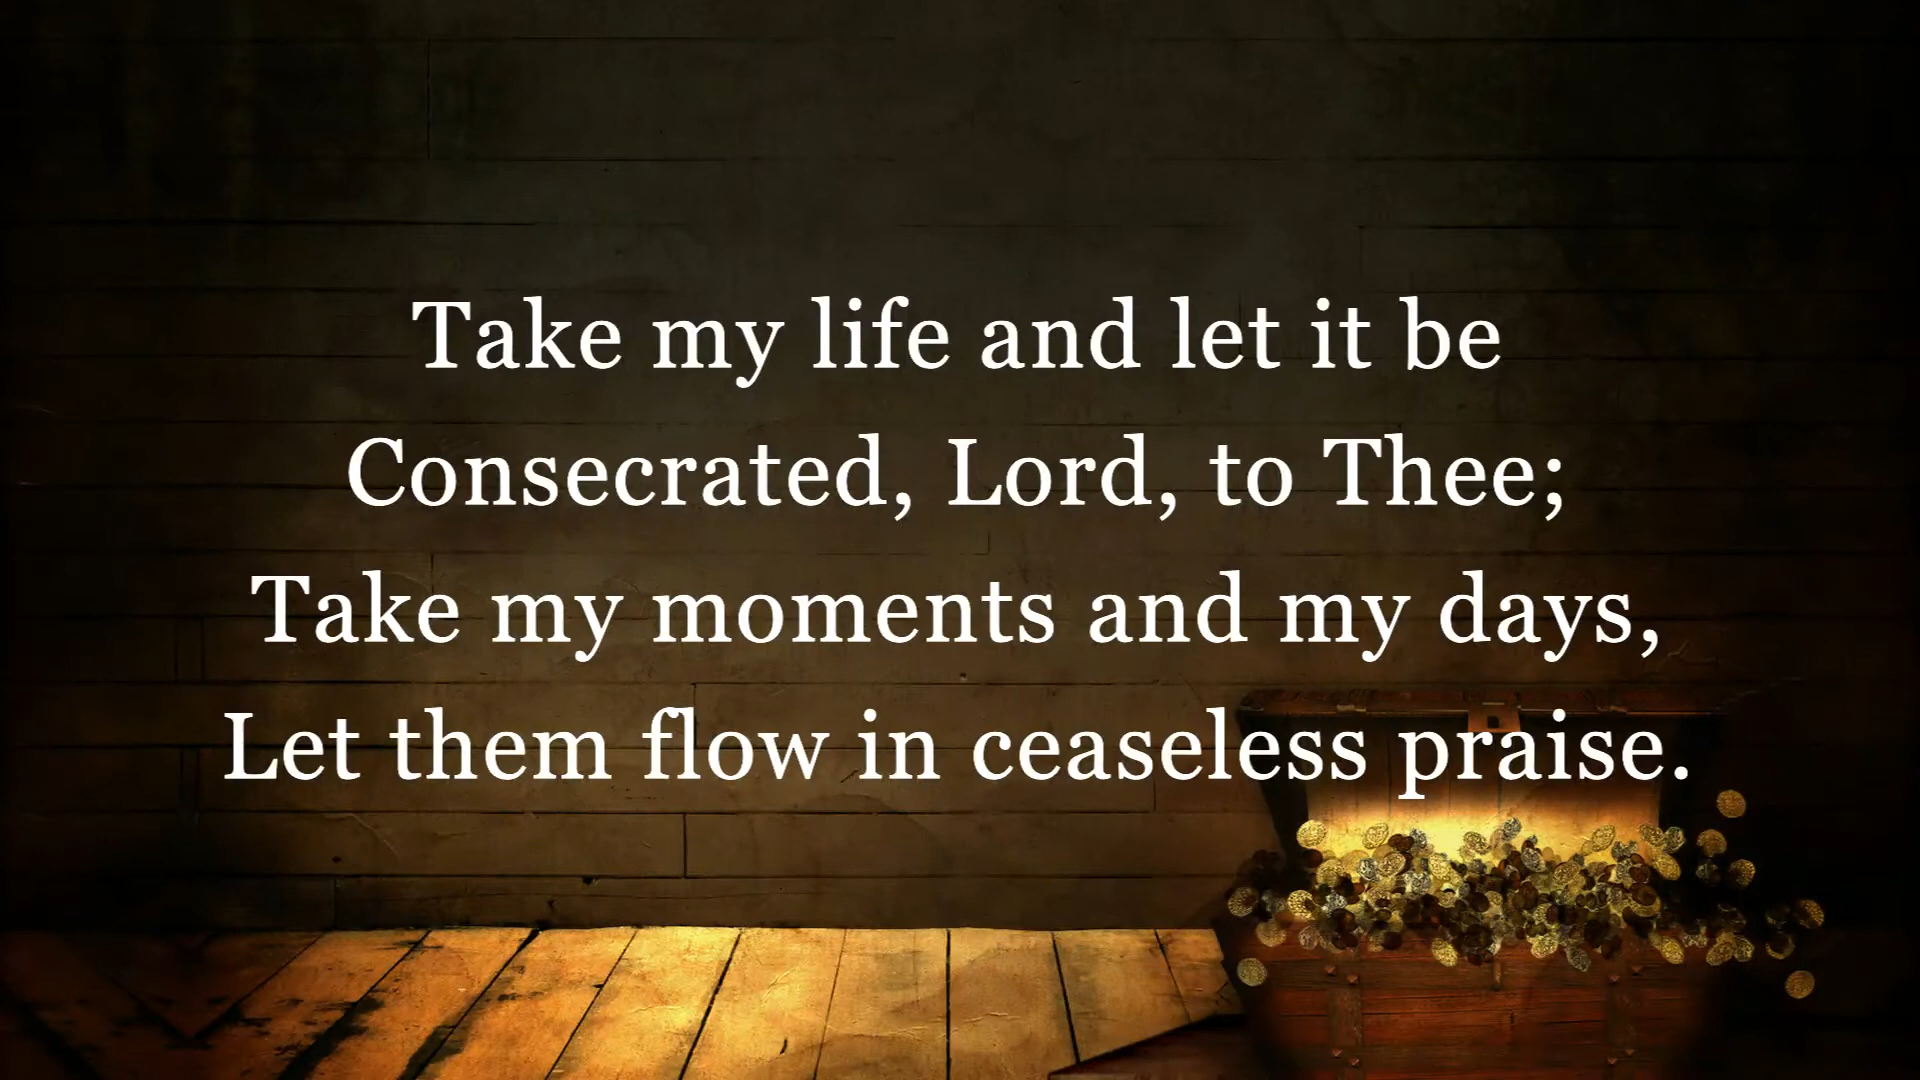 Take my life and let it be
Consecrated, Lord, to Thee;
Take my moments and my days,
Let them flow in ceaseless praise.